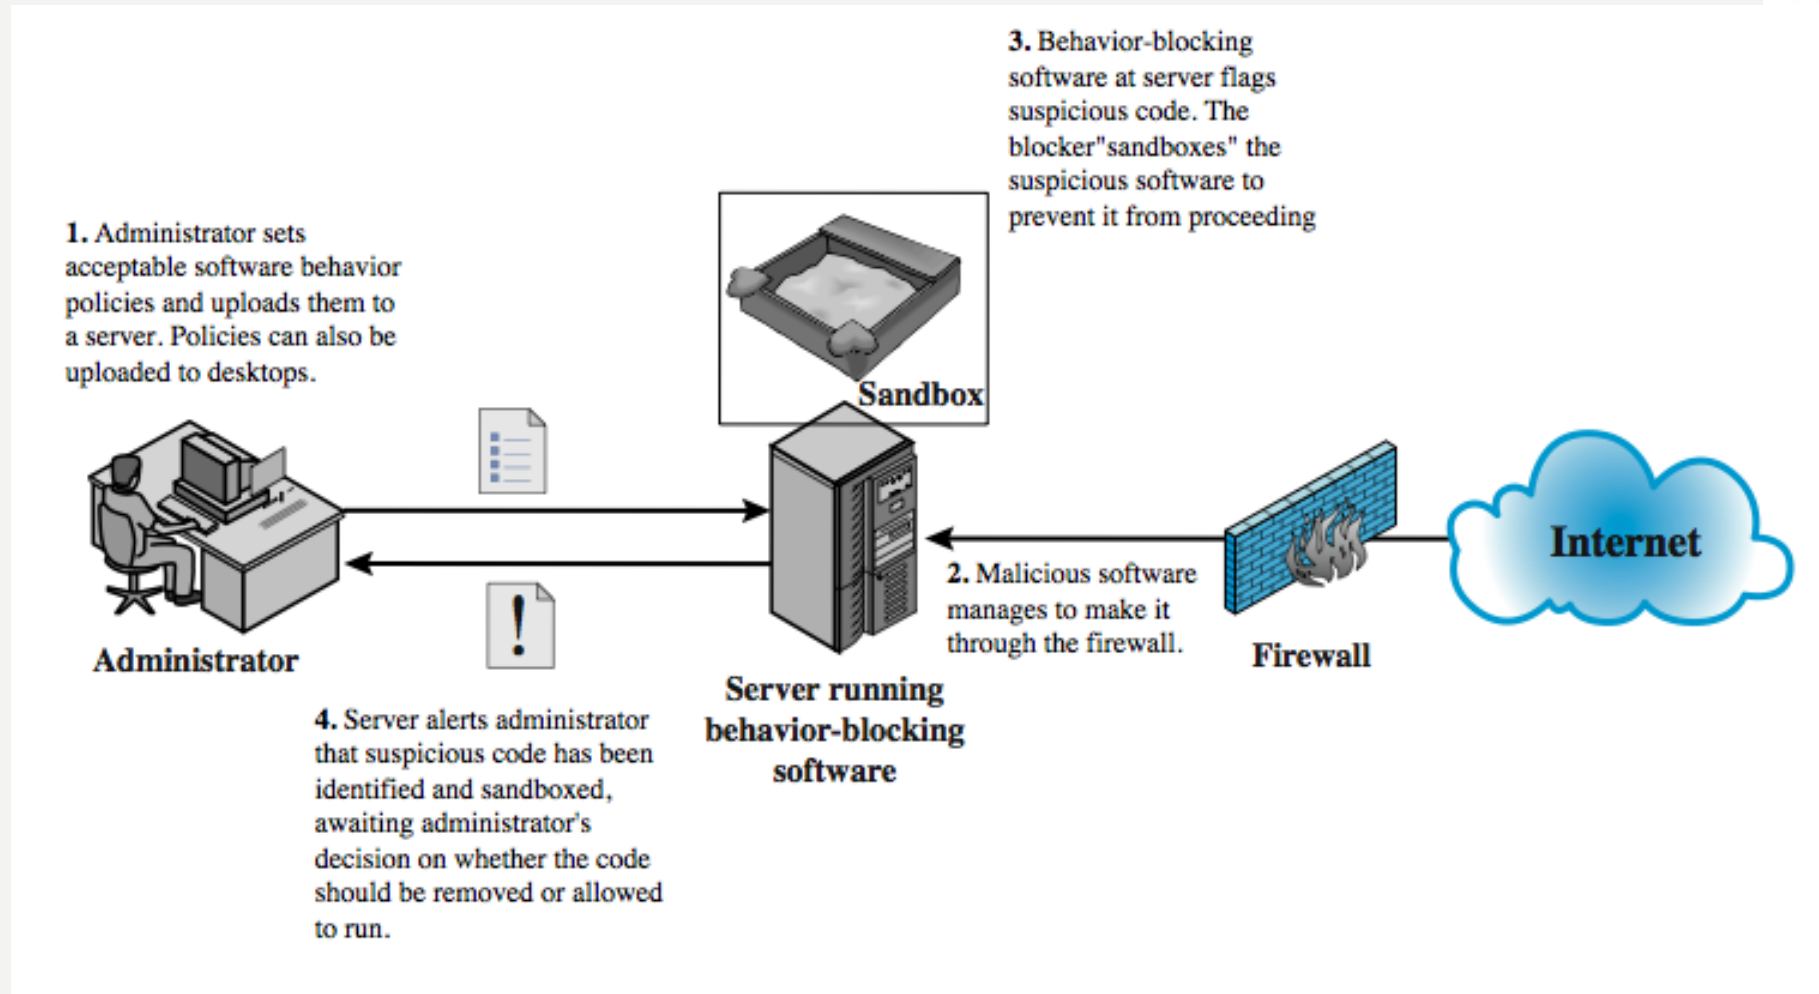 1. Administrator sets
acceptable software behavior
policies and uploads them to
a server. Policies can also be
uploaded to desktops.
Administrator
2. Malicious software
manages to make it
through the firewall.
3. Behavior-blocking
software at server flags
suspicious code. The
blocker"sandboxes" the
suspicious software to
prevent it from proceeding
Sandbox
Server running
behavior-blocking
software
Firewall
Internet
4. Server alerts administrator
that suspicious code has been
identified and sandboxed,
awaiting administrator's
decision on whether the code
should be removed or allowed
to run.